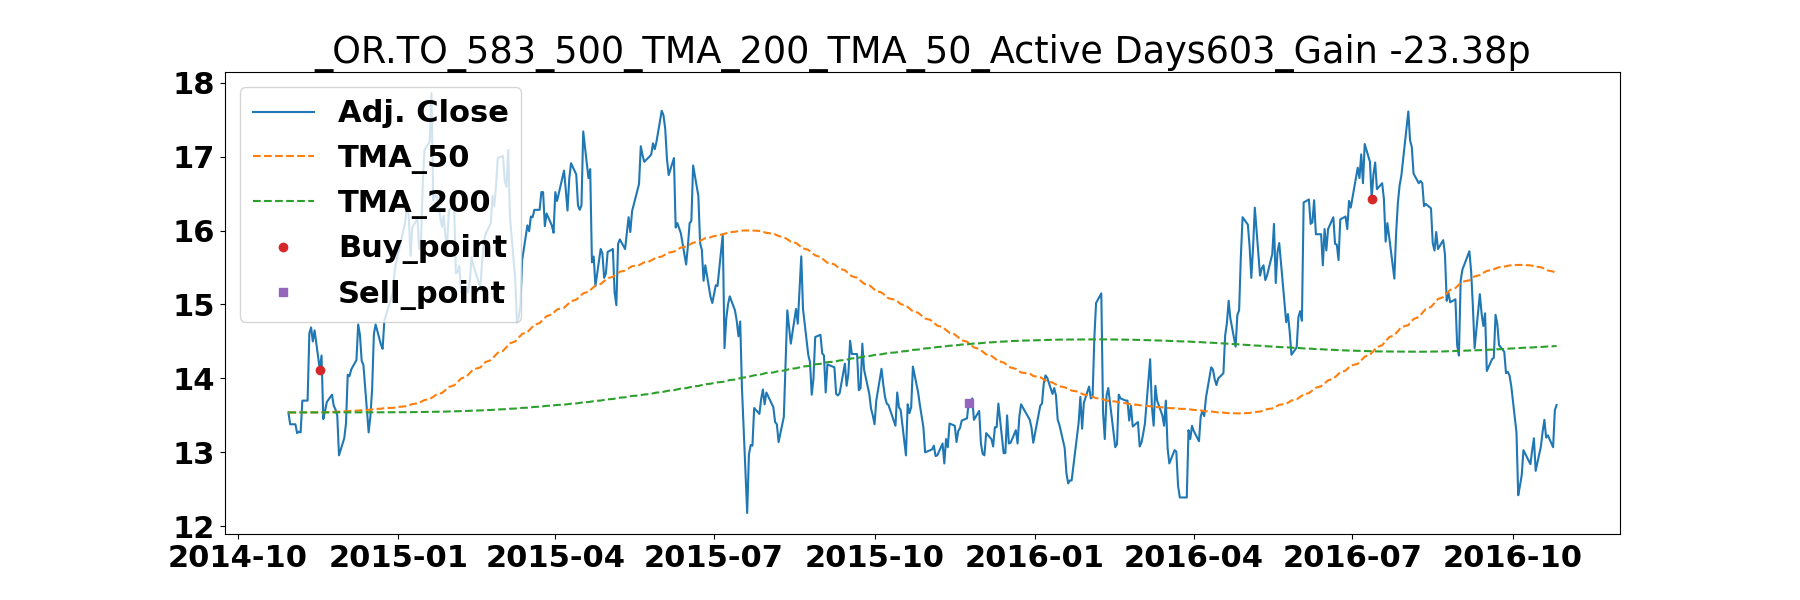 _OR.TO_583_500_TMA_200_TMA_50_Active Days603_Gain -23.38p
18
17
16
15
14
13
12
Adj. Close
TMA_50
TMA_200
Buy_point
Sell_point
2014-10 2015-01 2015-04 2015-07 2015-10 2016-01 2016-04 2016-07 2016-10